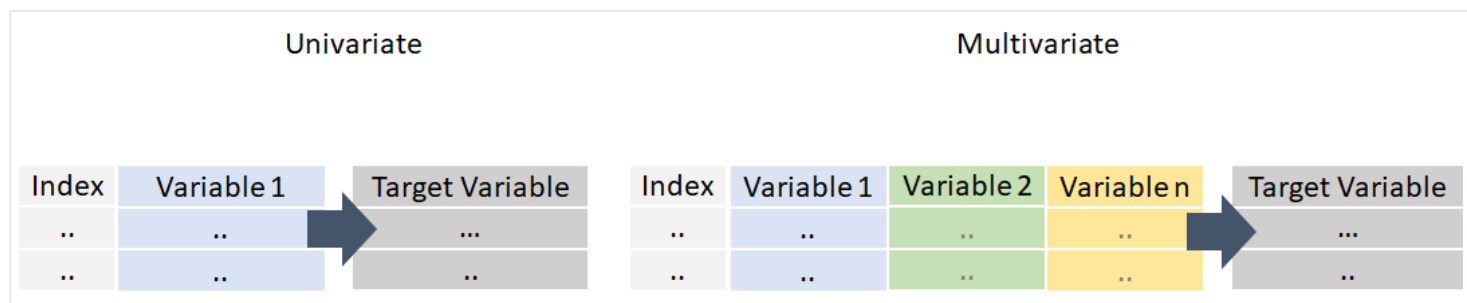 Univariate Multivariate
Index Variable 1 Target Variable Index Variable 1 Variable 2 Variable n Target Variable
.. .. ... .. .. .. .. ...
.. .. .. .. .. .. .. ..